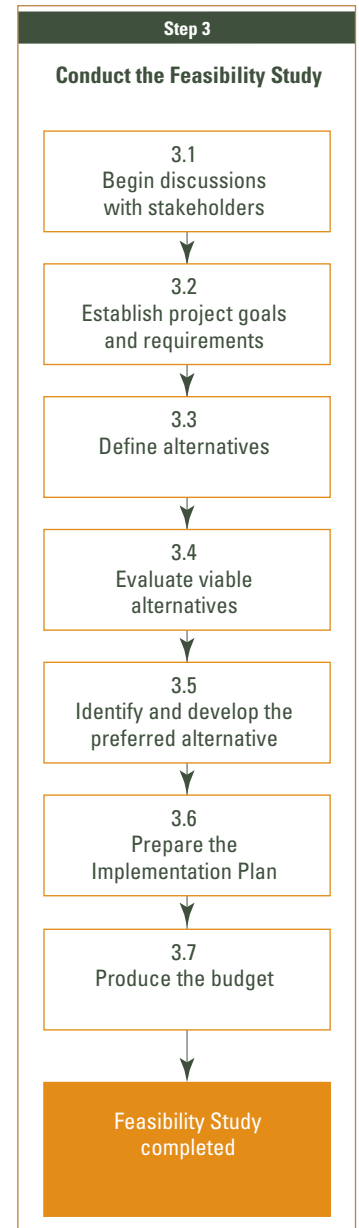 Step 3
Conduct the Feasibility Study
3.1
Begin discussions
with stakeholders
3.2
Establish project goals
and requirements
3.3
Define alternatives
3.4
Evaluate viable
alternatives
3.5
Identify and develop the
preferred alternative
3.6
Prepare the
Implementation Plan
3.7
Produce the budget
Feasibility Study
completed